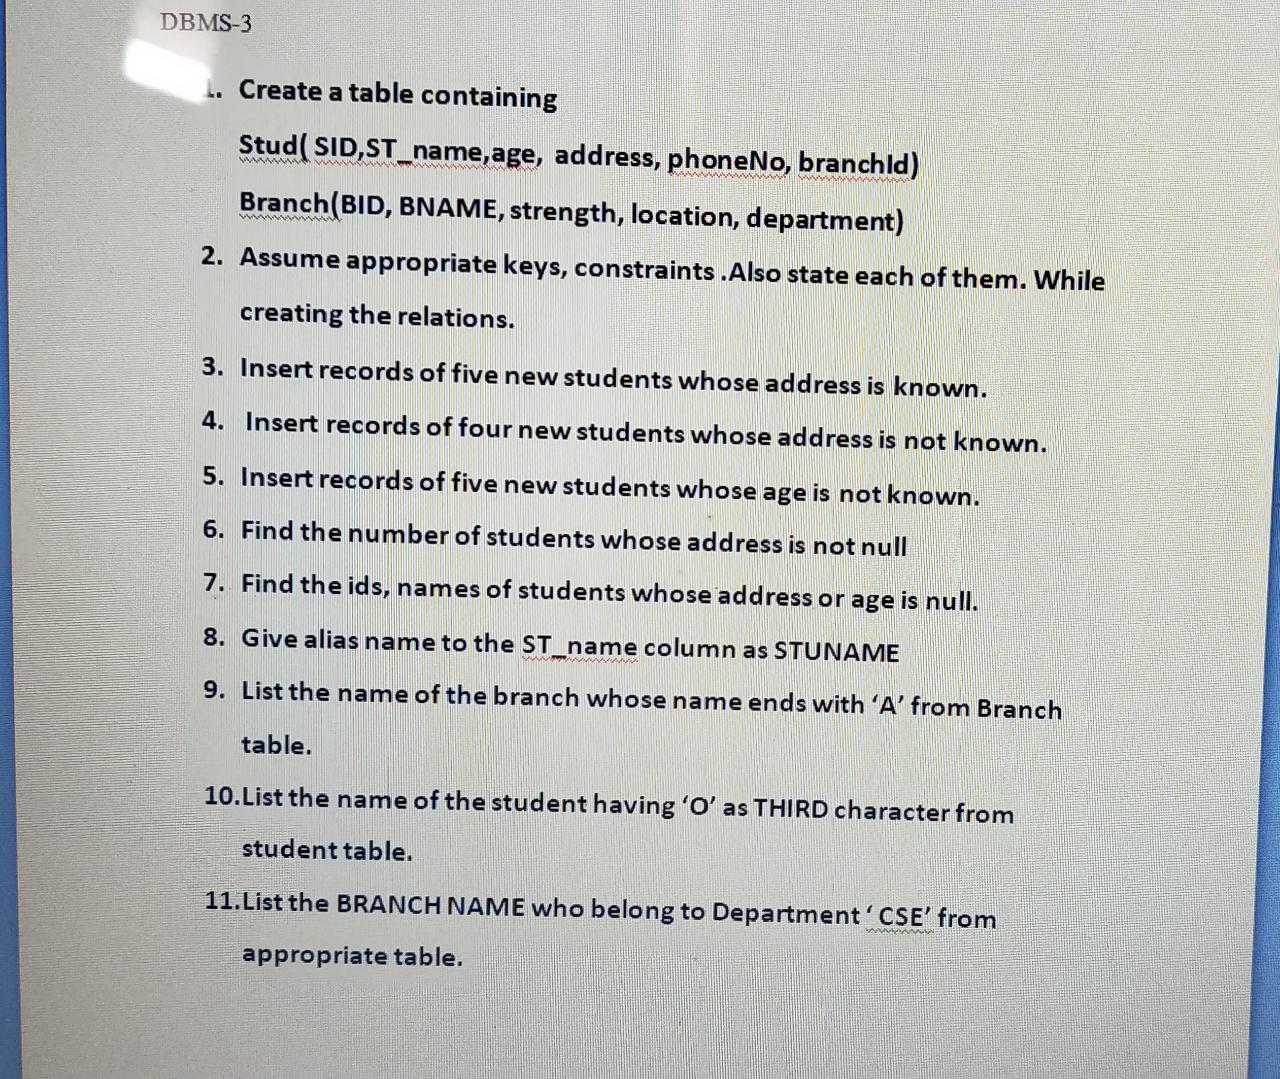 DBMS-3
1. Create a table containing
Stud( SID,ST_name,age, address, phoneNo, branchId)
Branch(BID, BNAME, strength, location, department)
2. Assume appropriate keys, constraints .Also state each of them. While
creating the relations.
3. Insert records of five new students whose address is known.
4. Insert records of four new students whose address is not known.
5. Insert records of five new students whose age is not known.
6. Find the number of students whose address is not null
7. Find the ids, names of students whose address or age is null.
8. Give alias name to the ST_name column as STUNAME
9. List the name of the branch whose name ends with ‘A’ from Branch
table.
10.List the name of the student having ‘O’ as THIRD character from
student table.
11.List the BRANCH NAME who belong to Department ‘ CSE’ from
appropriate table.